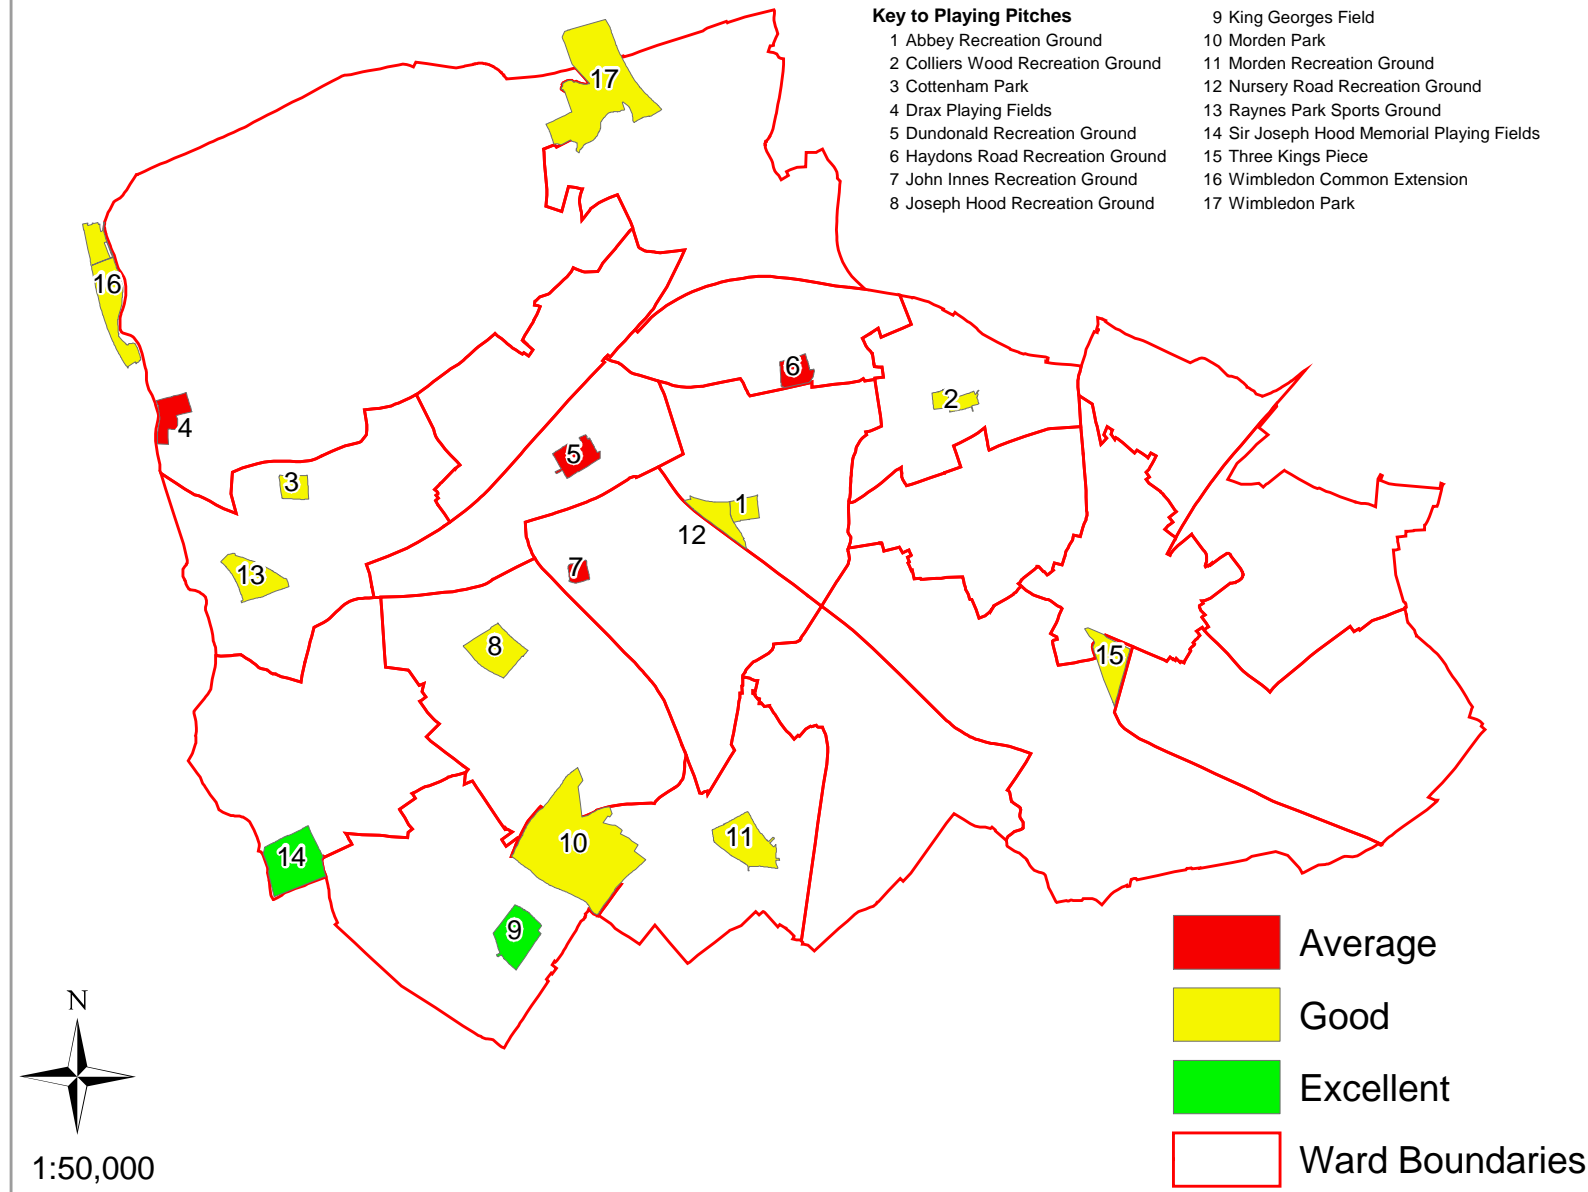 Key to Playing Pitches
1 Abbey Recreation Ground
2 Colliers Wood Recreation Ground
3 Cottenham Park
4 Drax Playing Fields
5 Dundonald Recreation Ground
6 Haydons Road Recreation Ground
7 John Innes Recreation Ground
8 Joseph Hood Recreation Ground
9 King Georges Field
10 Morden Park
11 Morden Recreation Ground
12 Nursery Road Recreation Ground
13 Raynes Park Sports Ground
14 Sir Joseph Hood Memorial Playing Fields
15 Three Kings Piece
16 Wimbledon Common Extension
17 Wimbledon Park
17
16
6
2
4
5
3
1
12
7
13
8
15
11
10
14
9
Average
Good
Excellent
Ward Boundaries
N
1:50,000